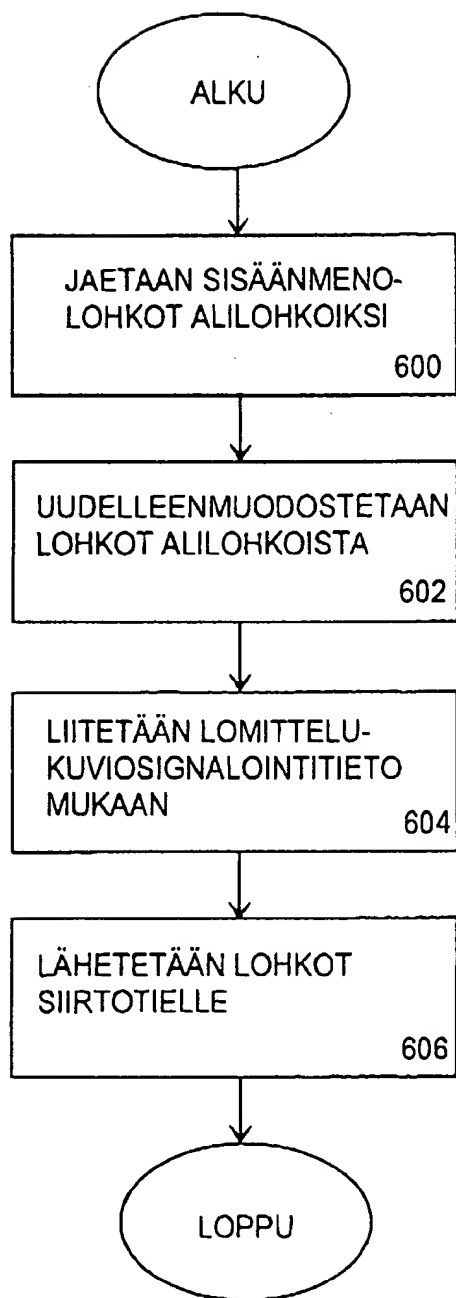 ALKU
JAETAAN SISÄÄNMENO-
LOHKOT ALILOHKOIKSI
600
UUDELLEENMUODOSTETAAN
LOHKOT ALILOHKOISTA
602
LIITETÄÄN LOMITTELU-
KUVIOSIGNALOINTITIETO
MUKAAN
604
LÄHETETÄÄN LOHKOT
SIIRTOTIELLE
606
LOPPU